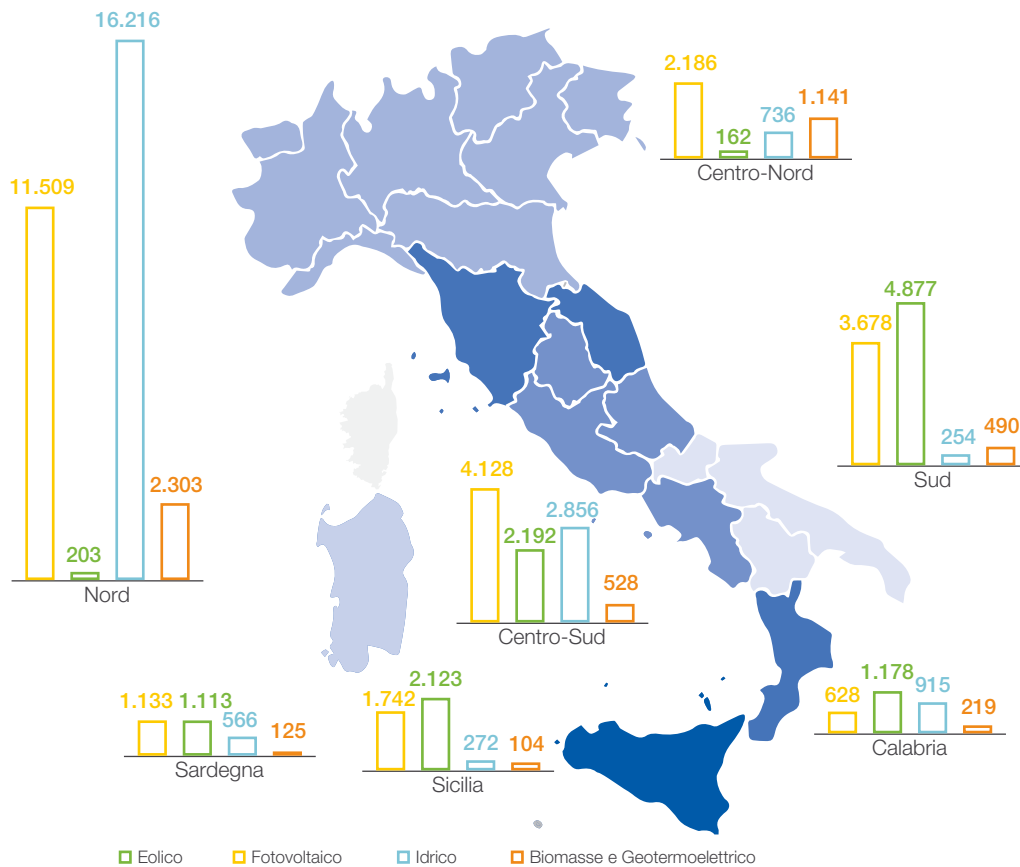 16.216
11.509
203
2.303
Nord
2.186
162
736
1.141
Centro-Nord
3.678
4.877
254
490
Sud
4.128
2.192
2.856
528
Centro-Sud
1.133
1.113
566
125
Sardegna
1.742
2.123
272
104
Sicilia
628
1.178
915
219
Calabria
Eolico
Fotovoltaico
Idrico
Biomasse e Geotermoelettrico